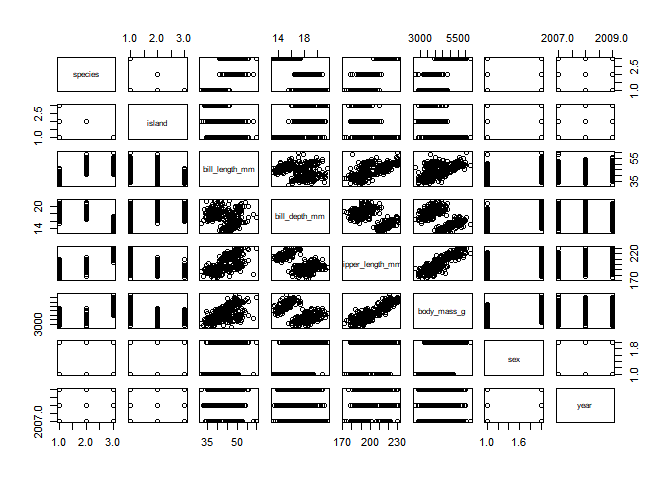 1.0 2.0 3.0
14 18
3000 5500
2007.0 2009.0
species
1.0 2.5
island
1.0 2.5
bill_length_mm
35 55
14 20
bill_depth_mm
ipper_length_mm
170 220
3000
body_mass_g
sex
1.0 1.8
2007.0
year
1.0 2.0 3.0
35 50
170 200 230
1.0 1.6